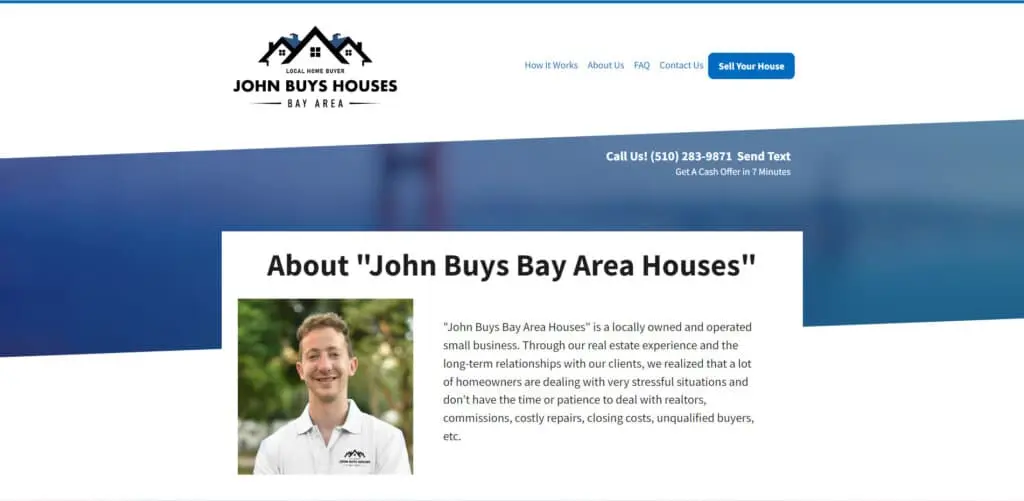 LOCAL HOME BUYER
JOHN BUYS HOUSES
BAY AREA
How It Works About Us FAQ Contact Us Sell Your House
Call Us! (510) 283-9871 Send Text
Get A Cash Offer in 7 Minutes
About "John Buys Bay Area Houses"
"John Buys Bay Area Houses" is a locally owned and operated
small business. Through our real estate experience and the
long-term relationships with our clients, we realized that a lot
of homeowners are dealing with very stressful situations and
don't have the time or patience to deal with realtors,
commissions, costly repairs, closing costs, unqualified buyers,
etc.
JOHN BUYS HOUSES